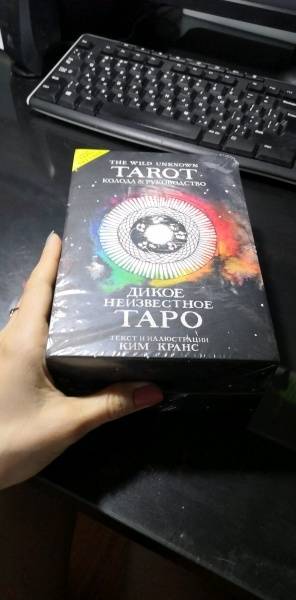 THE WILD UNKNOWN
TAROT
КОЛОДА & РУКОВОДСТВО
ДИКОЕ
НЕИЗВЕСТНОЕ
ТАРО
ТЕКСТ И ИЛЛЮСТРАЦИИ
КИМ КРАНС